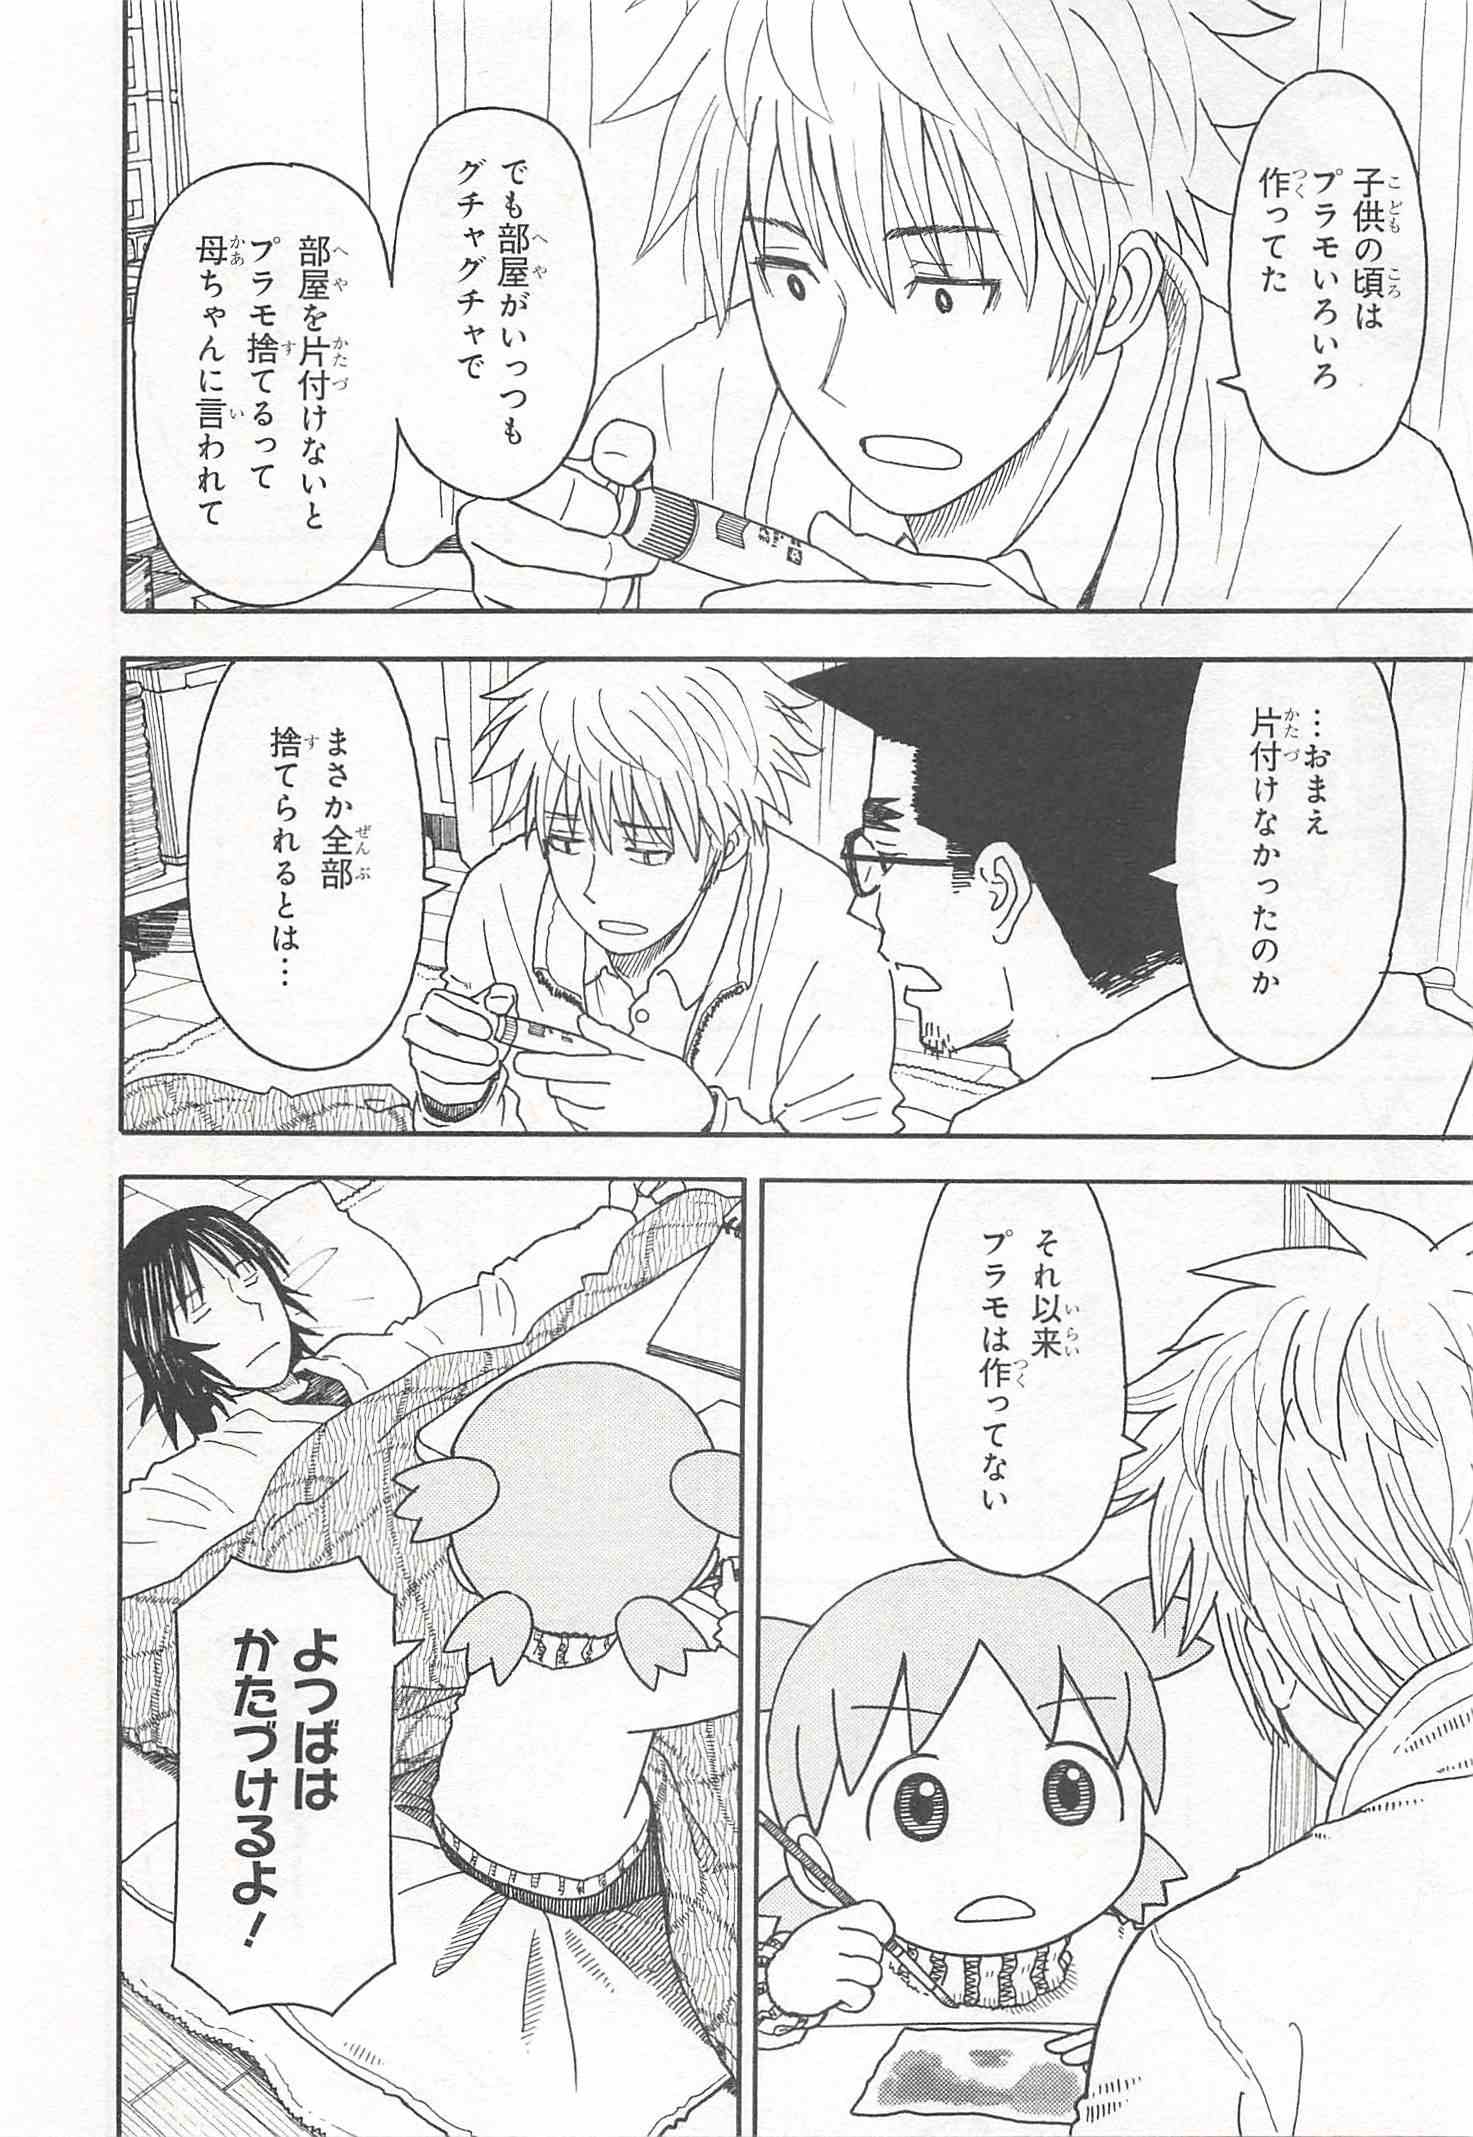 子供の頃は
プラモいろいろ
作ってた
でも部屋がいっつも
グチャグチャで
部屋を片付けないと
プラモ捨てるって
母ちゃんに言われて
…おまえ
片付けなかったのか
まさか全部
捨てられるとは…
それ以来
プラモは作ってない
よつばは
かたづけるよ!